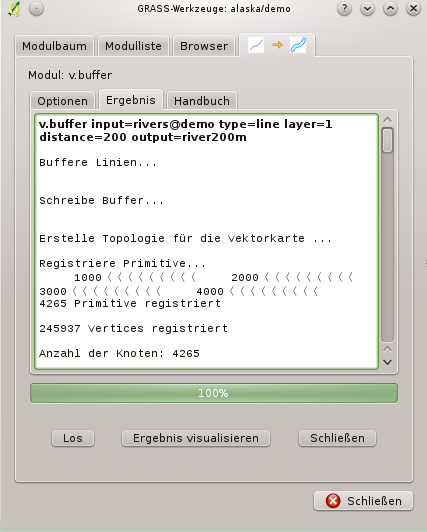 GRASS-Werkzeuge: alaska/demo
Modulbaum Modulliste Browser
Modul: v.buffer
Optionen Ergebnis Handbuch
v.buffer input=rivers@demo type=line layer=1
distance=200 output=river200m
Buffere Linien...
Schreibe Buffer...
Erstelle Topologie für die Vektorkarte ...
Registriere Primitive...
1000〈〈〈〈〈〈〈〈〈 2000〈〈〈〈〈〈〈〈〈
3000〈〈〈〈〈〈〈〈〈 4000〈〈〈〈〈〈〈〈〈
4265 Primitive registriert
245937 Vertices registriert
Anzahl der Knoten: 4265
100%
Los Ergebnis visualisieren Schließen
Schließen